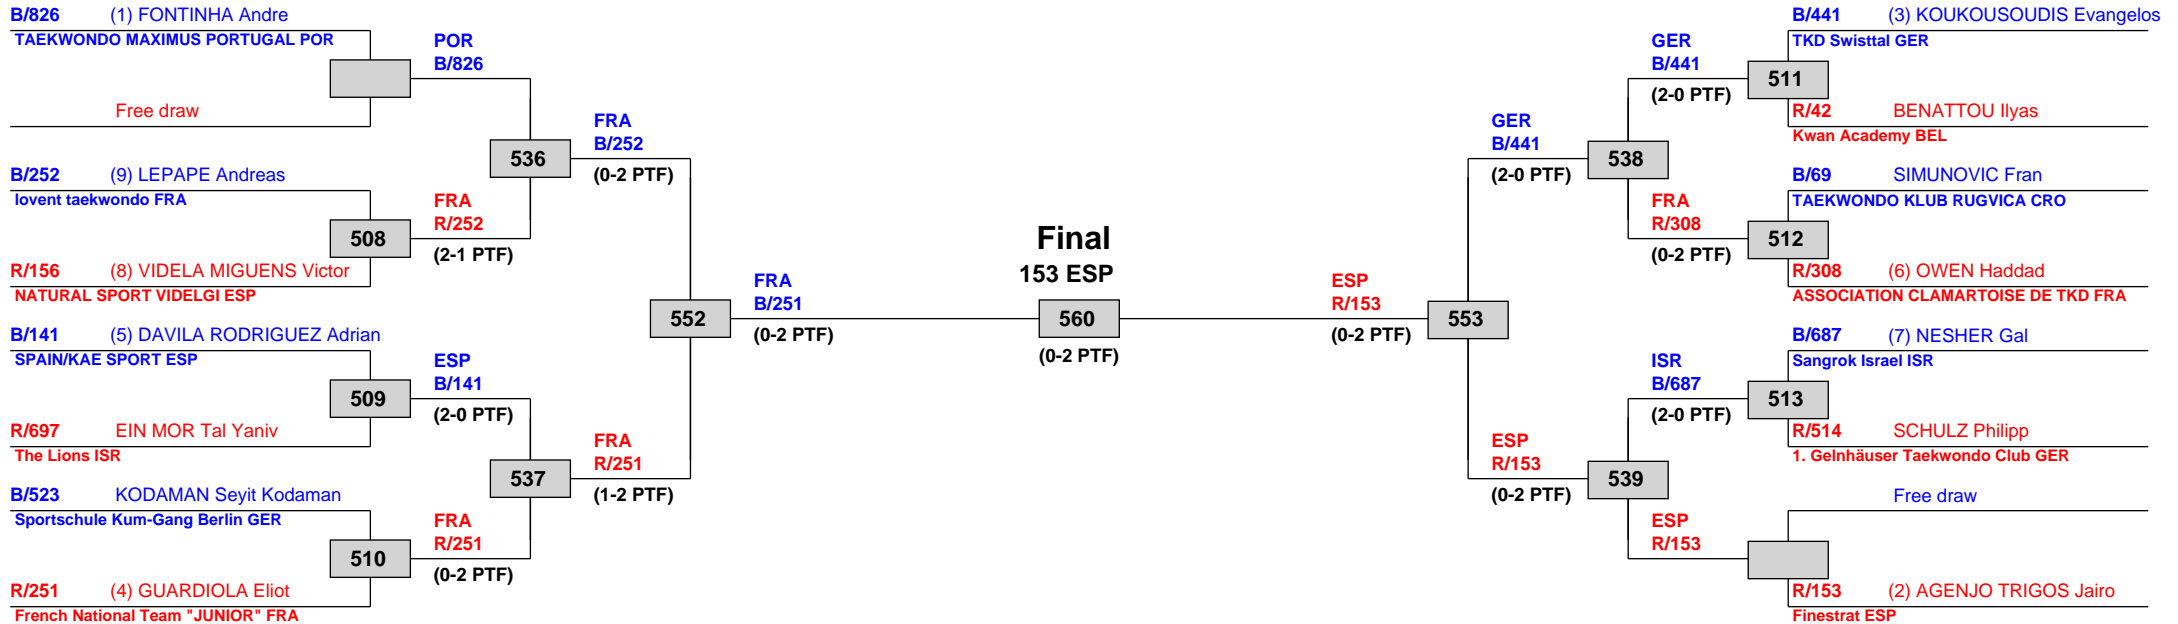 B/826 (1) FONTINHA Andre
TAEKWONDO MAXIMUS PORTUGAL POR
Free draw
B/252 (9) LEPAPE Andreas
lovent taekwondo FRA
508
R/156 (8) VIDELA MIGUENS Victor
NATURAL SPORT VIDELGI ESP
B/141 (5) DAVILA RODRIGUEZ Adrian
SPAIN/KAE SPORT ESP
509
R/697 EIN MOR Tal Yaniv
The Lions ISR
B/523 KODAMAN Seyit Kodaman
Sportschule Kum-Gang Berlin GER
510
R/251 (4) GUARDIOLA Eliot
French National Team "JUNIOR" FRA
POR
B/826
536
FRA
R/252
(2-1 PTF)
ESP
B/141
(2-0 PTF)
537
FRA
R/251
(0-2 PTF)
FRA
B/252
(0-2 PTF)
552
FRA
R/251
(1-2 PTF)
FRA
B/251
(0-2 PTF)
Final
153 ESP
560
(0-2 PTF)
ESP
R/153
(0-2 PTF)
553
GER
B/441
(2-0 PTF)
ESP
R/153
(0-2 PTF)
GER
B/441
(2-0 PTF)
538
FRA
R/308
(0-2 PTF)
ISR
B/687
(2-0 PTF)
539
ESP
R/153
B/441 (3) KOUKOUSOUDIS Evangelos
TKD Swisttal GER
511
R/42 BENATTOU Ilyas
Kwan Academy BEL
B/69 SIMUNOVIC Fran
TAEKWONDO KLUB RUGVICA CRO
512
R/308 (6) OWEN Haddad
ASSOCIATION CLAMARTOISE DE TKD FRA
B/687 (7) NESHER Gal
Sangrok Israel ISR
513
R/514 SCHULZ Philipp
1. Gelnhäuser Taekwondo Club GER
Free draw
R/153 (2) AGENJO TRIGOS Jairo
Finestrat ESP